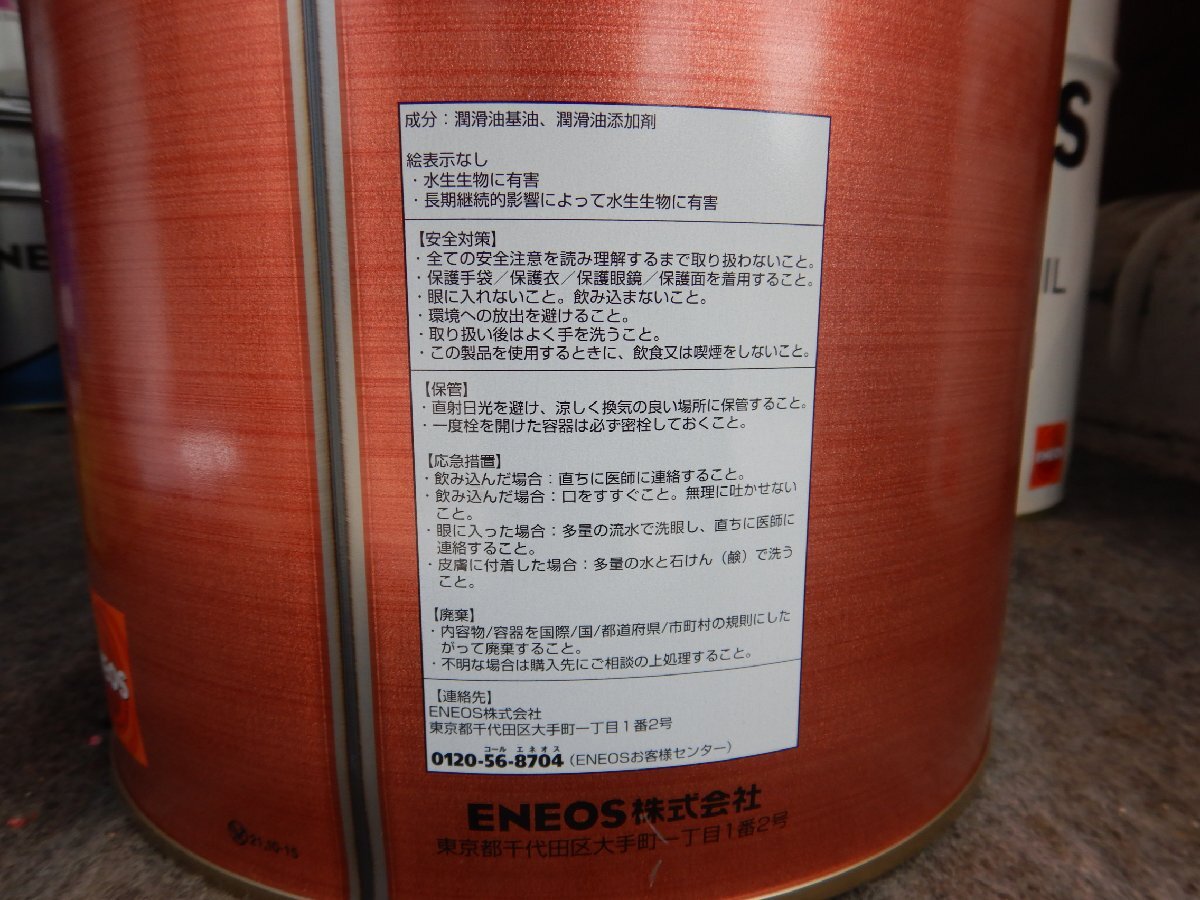 成分：潤滑油基油、潤滑油添加剤
絵表示なし
・水生生物に有害
・長期継続的影響によって水生生物に有害
【安全対策】
・全ての安全注意を読み理解するまで取り扱わないこと。
・保護手袋／保護衣／保護眼鏡／保護面を着用すること。
・眼に入れないこと。飲み込まないこと。
・環境への放出を避けること。
・取り扱い後はよく手を洗うこと。
・この製品を使用するときに、飲食又は喫煙をしないこと。
【保管】
・直射日光を避け、涼しく換気の良い場所に保管すること。
・一度栓を開けた容器は必ず密栓しておくこと。
【応急措置】
・飲み込んだ場合：直ちに医師に連絡すること。
・飲み込んだ場合：口をすすぐこと。無理に吐かせない
こと。
・眼に入った場合：多量の流水で洗眼し、直ちに医師に
連絡すること。
・皮膚に付着した場合：多量の水と石けん（鹸）で洗う
こと。
【廃棄】
・内容物/容器を国際/国/都道府県/市町村の規則にした
がって廃棄すること。
・不明な場合は購入先にご相談の上処理すること。
【連絡先】
ENEOS株式会社
東京都千代田区大手町一丁目1番2号
コール エネオス
0120-56-8704（ENEOSお客様センター）
ENEOS株式会社
東京都千代田区大手町一丁目1番2号
21.10-15
ENEOS
NE
S
IL
ENEOS